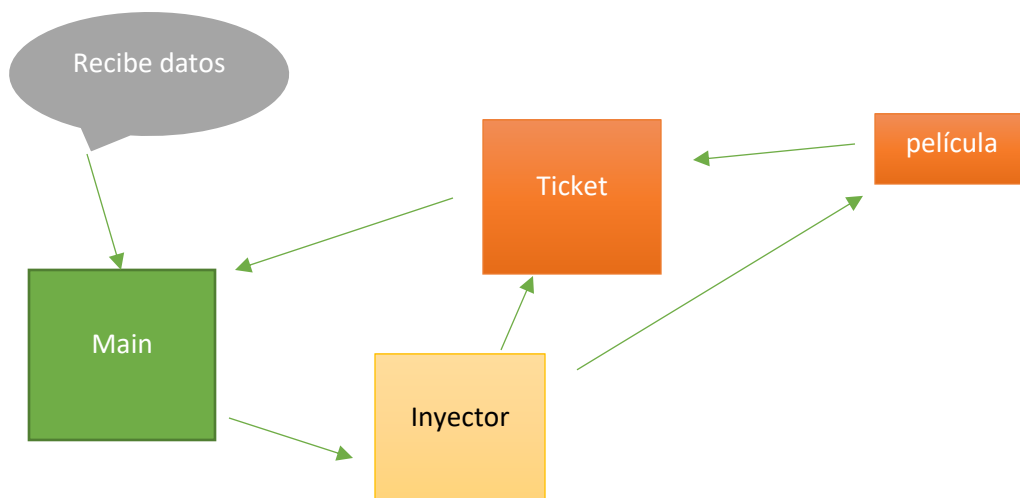 Recibe datos
película
Ticket
Main
Inyector